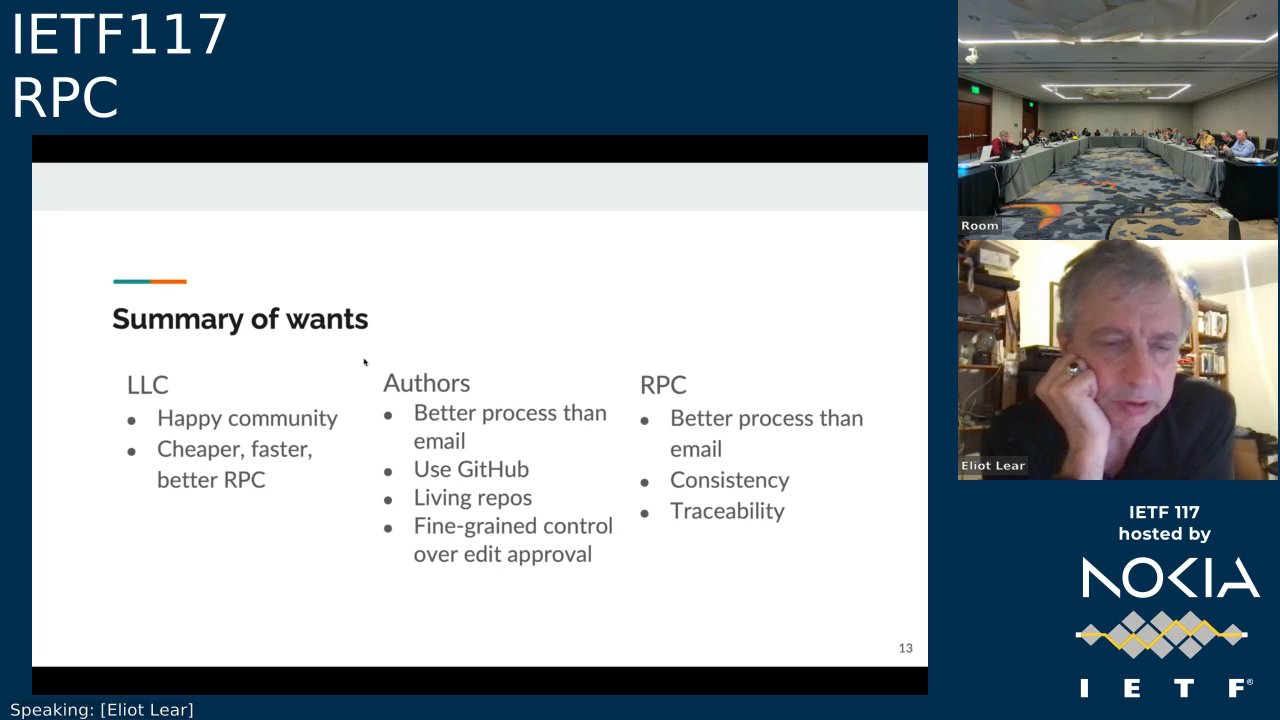 IETF117
RPC
Summary of wants
LLC
• Happy community
• Cheaper, faster,
better RPC
Authors
• Better process than
email
• Use GitHub
• Living repos
• Fine-grained control
over edit approval
RPC
• Better process than
email
• Consistency
• Traceability
13
Room
Eliot Lear
IETF 117
hosted by
NOKIA
I E T F®
Speaking: [Eliot Lear]